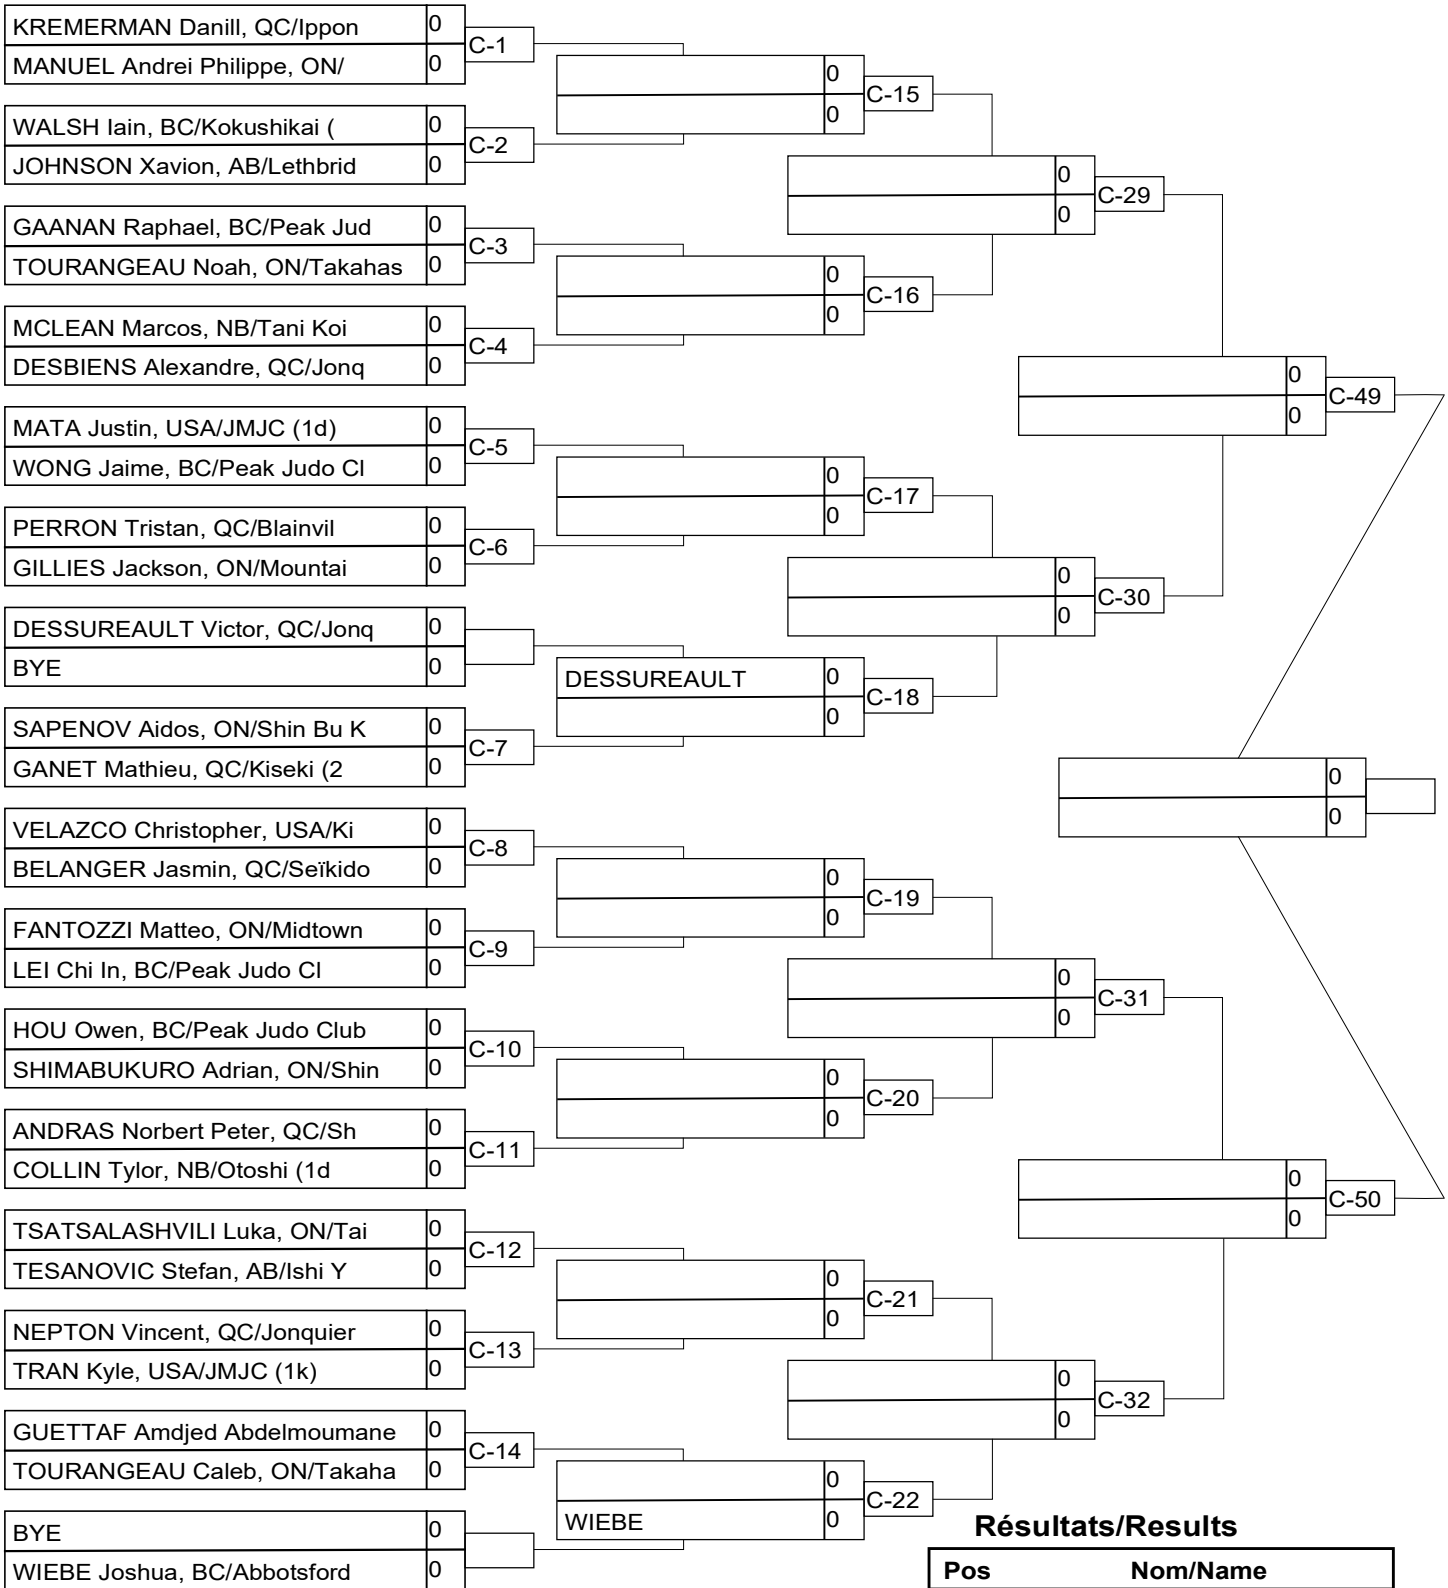 KREMERMAN Danill, QC/Ippon 0
C-1
MANUEL Andrei Philippe, ON/ 0
0
C-15
0
WALSH Iain, BC/Kokushikai ( 0
C-2
JOHNSON Xavion, AB/Lethbrid 0
0
C-29
0
GAANAN Raphael, BC/Peak Jud 0
C-3
TOURANGEAU Noah, ON/Takahas 0
0
C-16
0
MCLEAN Marcos, NB/Tani Koi 0
C-4
DESBIENS Alexandre, QC/Jonq 0
0
C-49
0
MATA Justin, USA/JMJC (1d) 0
C-5
WONG Jaime, BC/Peak Judo Cl 0
0
C-17
0
PERRON Tristan, QC/Blainvil 0
C-6
GILLIES Jackson, ON/Mountai 0
0
C-30
0
DESSUREAULT Victor, QC/Jonq 0
BYE 0
DESSUREAULT 0
C-18
0
SAPENOV Aidos, ON/Shin Bu K 0
C-7
GANET Mathieu, QC/Kiseki (2 0
0
0
VELAZCO Christopher, USA/Ki 0
C-8
BELANGER Jasmin, QC/Seïkido 0
0
C-19
0
FANTOZZI Matteo, ON/Midtown 0
C-9
LEI Chi In, BC/Peak Judo Cl 0
0
C-31
0
HOU Owen, BC/Peak Judo Club 0
C-10
SHIMABUKURO Adrian, ON/Shin 0
0
C-20
0
ANDRAS Norbert Peter, QC/Sh 0
C-11
COLLIN Tylor, NB/Otoshi (1d 0
0
C-50
0
TSATSALASHVILI Luka, ON/Tai 0
C-12
TESANOVIC Stefan, AB/Ishi Y 0
0
C-21
0
NEPTON Vincent, QC/Jonquier 0
C-13
TRAN Kyle, USA/JMJC (1k) 0
0
C-32
0
GUETTAF Amdjed Abdelmoumane 0
C-14
TOURANGEAU Caleb, ON/Takaha 0
0
C-22
WIEBE 0
BYE 0
WIEBE Joshua, BC/Abbotsford 0
Résultats/Results
Pos Nom/Name